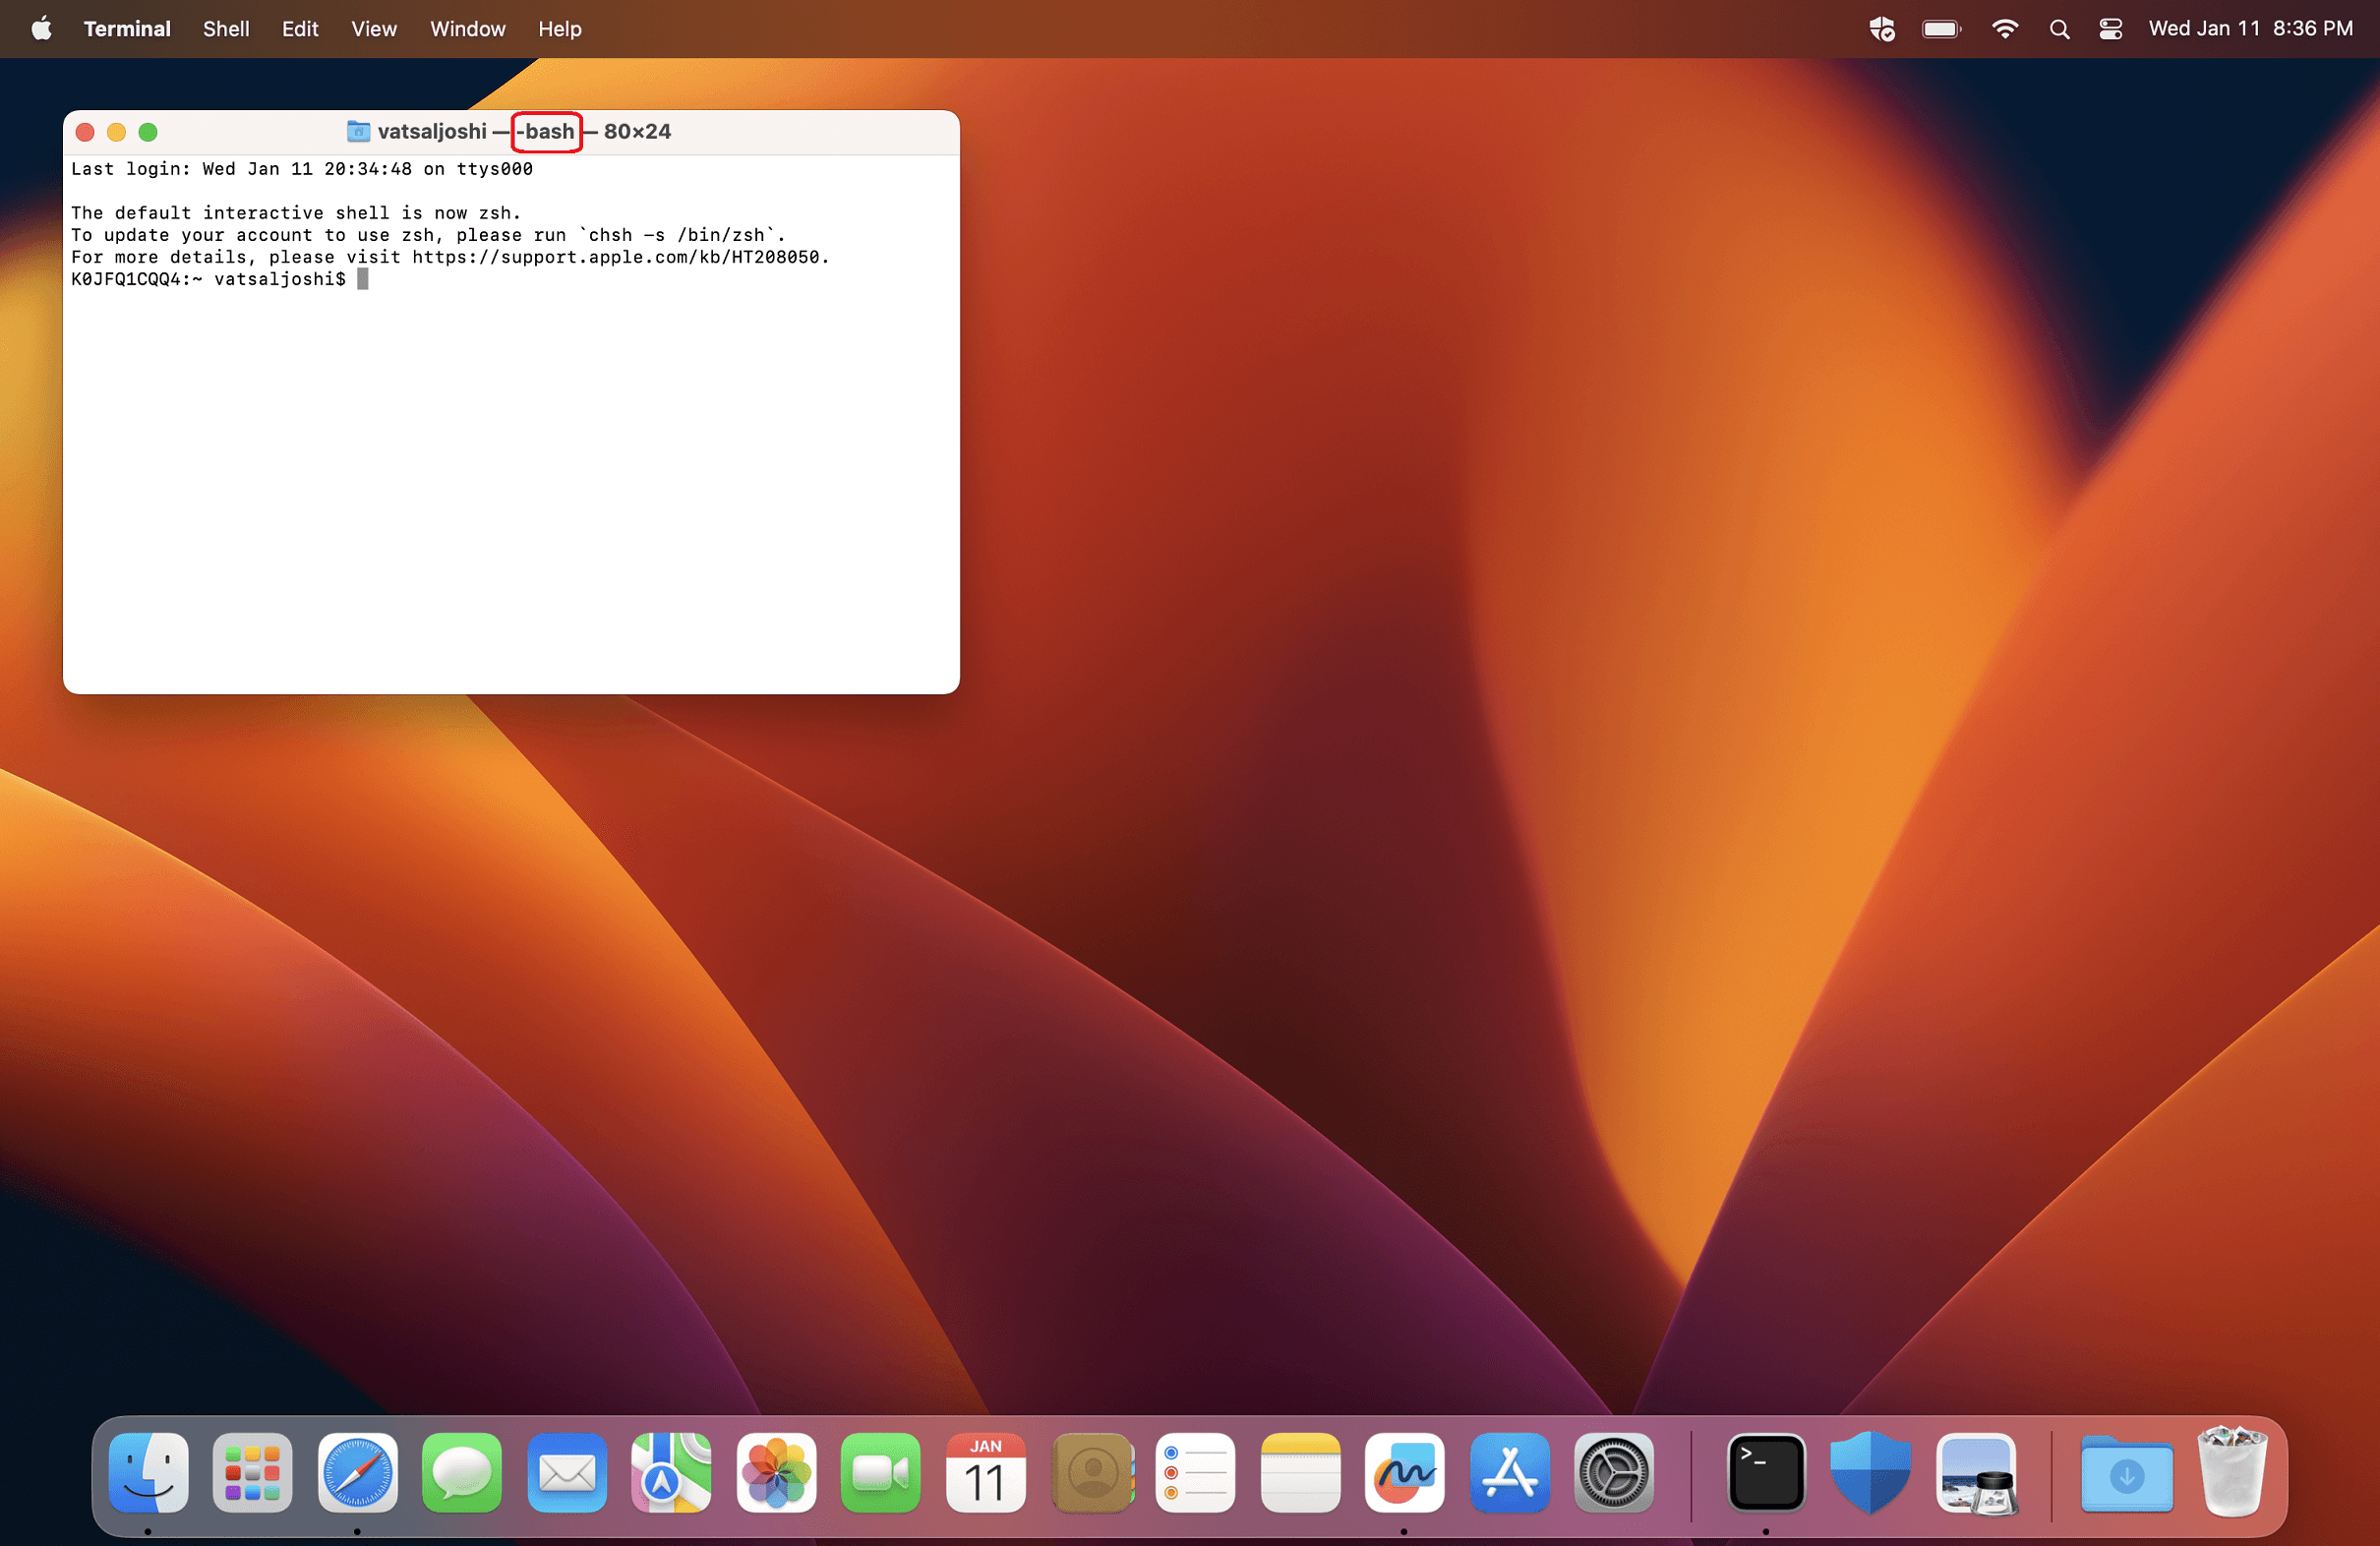 Terminal Shell Edit View Window Help Wed Jan 11 8:36 PM
vatsaljoshi — -bash — 80×24
Last login: Wed Jan 11 20:34:48 on ttys000
The default interactive shell is now zsh.
To update your account to use zsh, please run `chsh -s /bin/zsh`.
For more details, please visit https://support.apple.com/kb/HT208050.
K0JFQ1CQQ4:~ vatsaljoshi$
JAN
11
>_